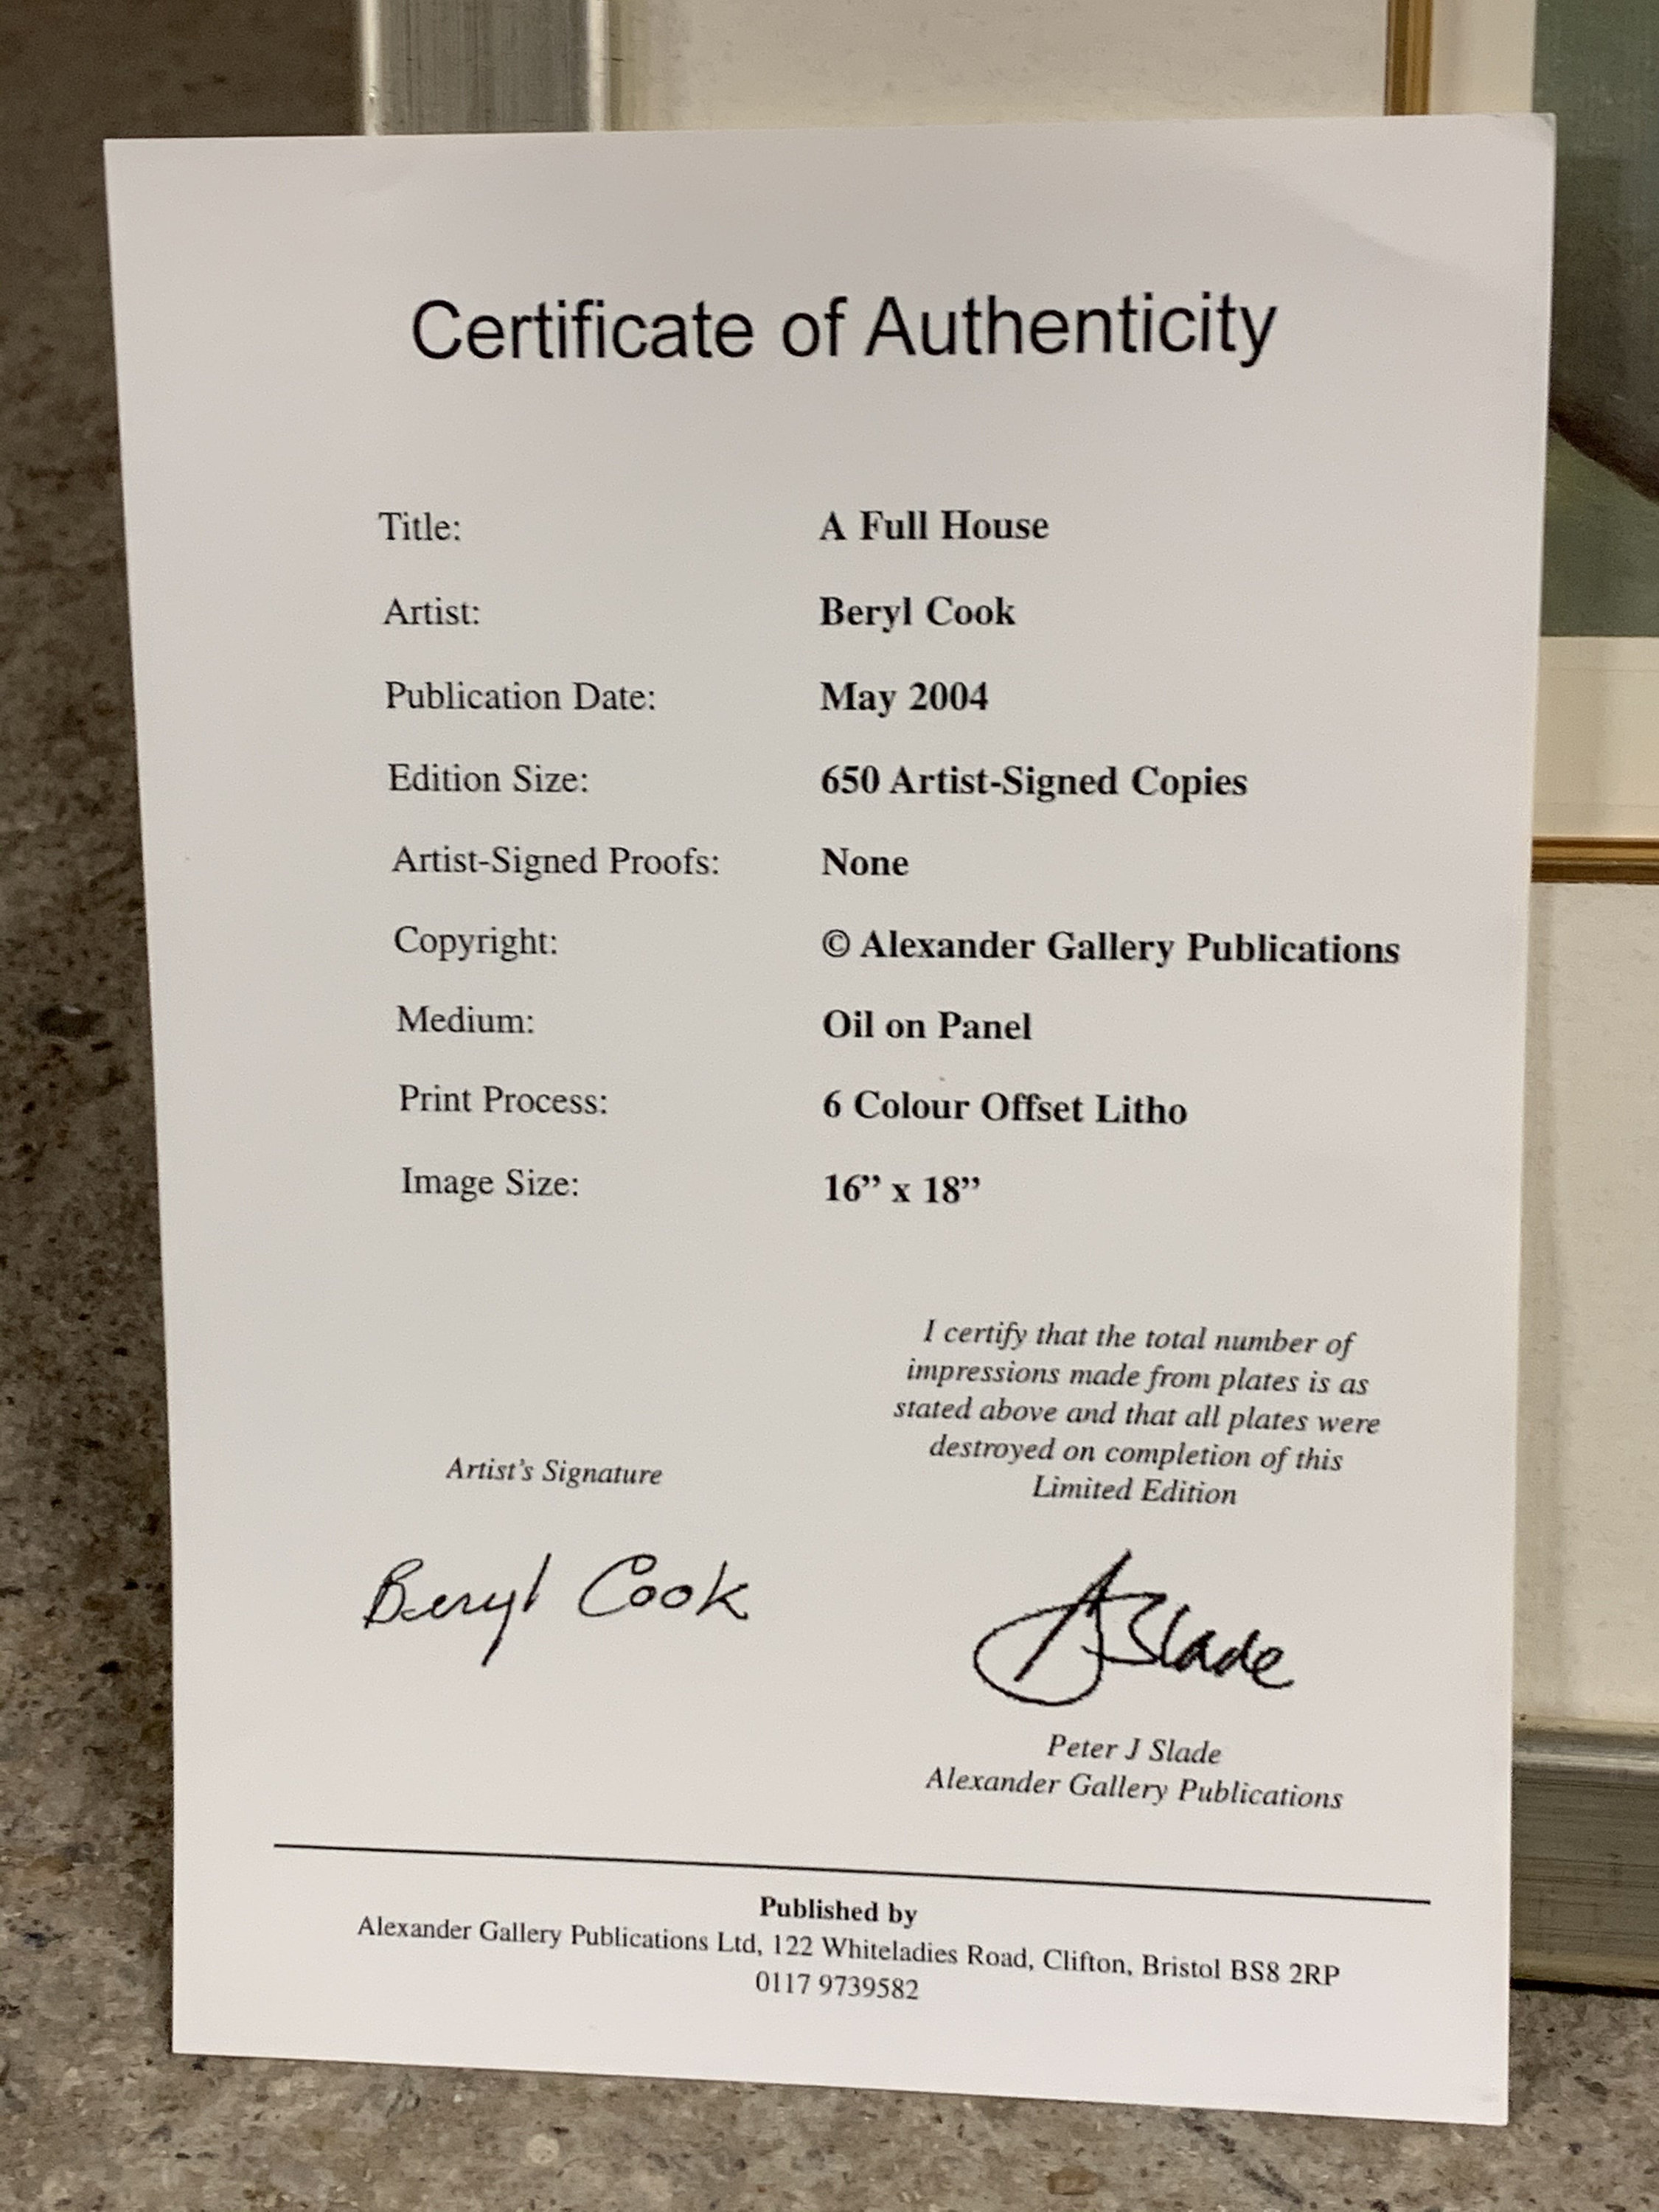 Certificate of Authenticity
Title: A Full House
Artist: Beryl Cook
Publication Date: May 2004
Edition Size: 650 Artist-Signed Copies
Artist-Signed Proofs: None
Copyright: © Alexander Gallery Publications
Medium: Oil on Panel
Print Process: 6 Colour Offset Litho
Image Size: 16” x 18”
I certify that the total number of
impressions made from plates is as
stated above and that all plates were
destroyed on completion of this
Limited Edition
Artist’s Signature
Beryl Cook
Slade
Peter J Slade
Alexander Gallery Publications
Published by
Alexander Gallery Publications Ltd, 122 Whiteladies Road, Clifton, Bristol BS8 2RP
0117 9739582